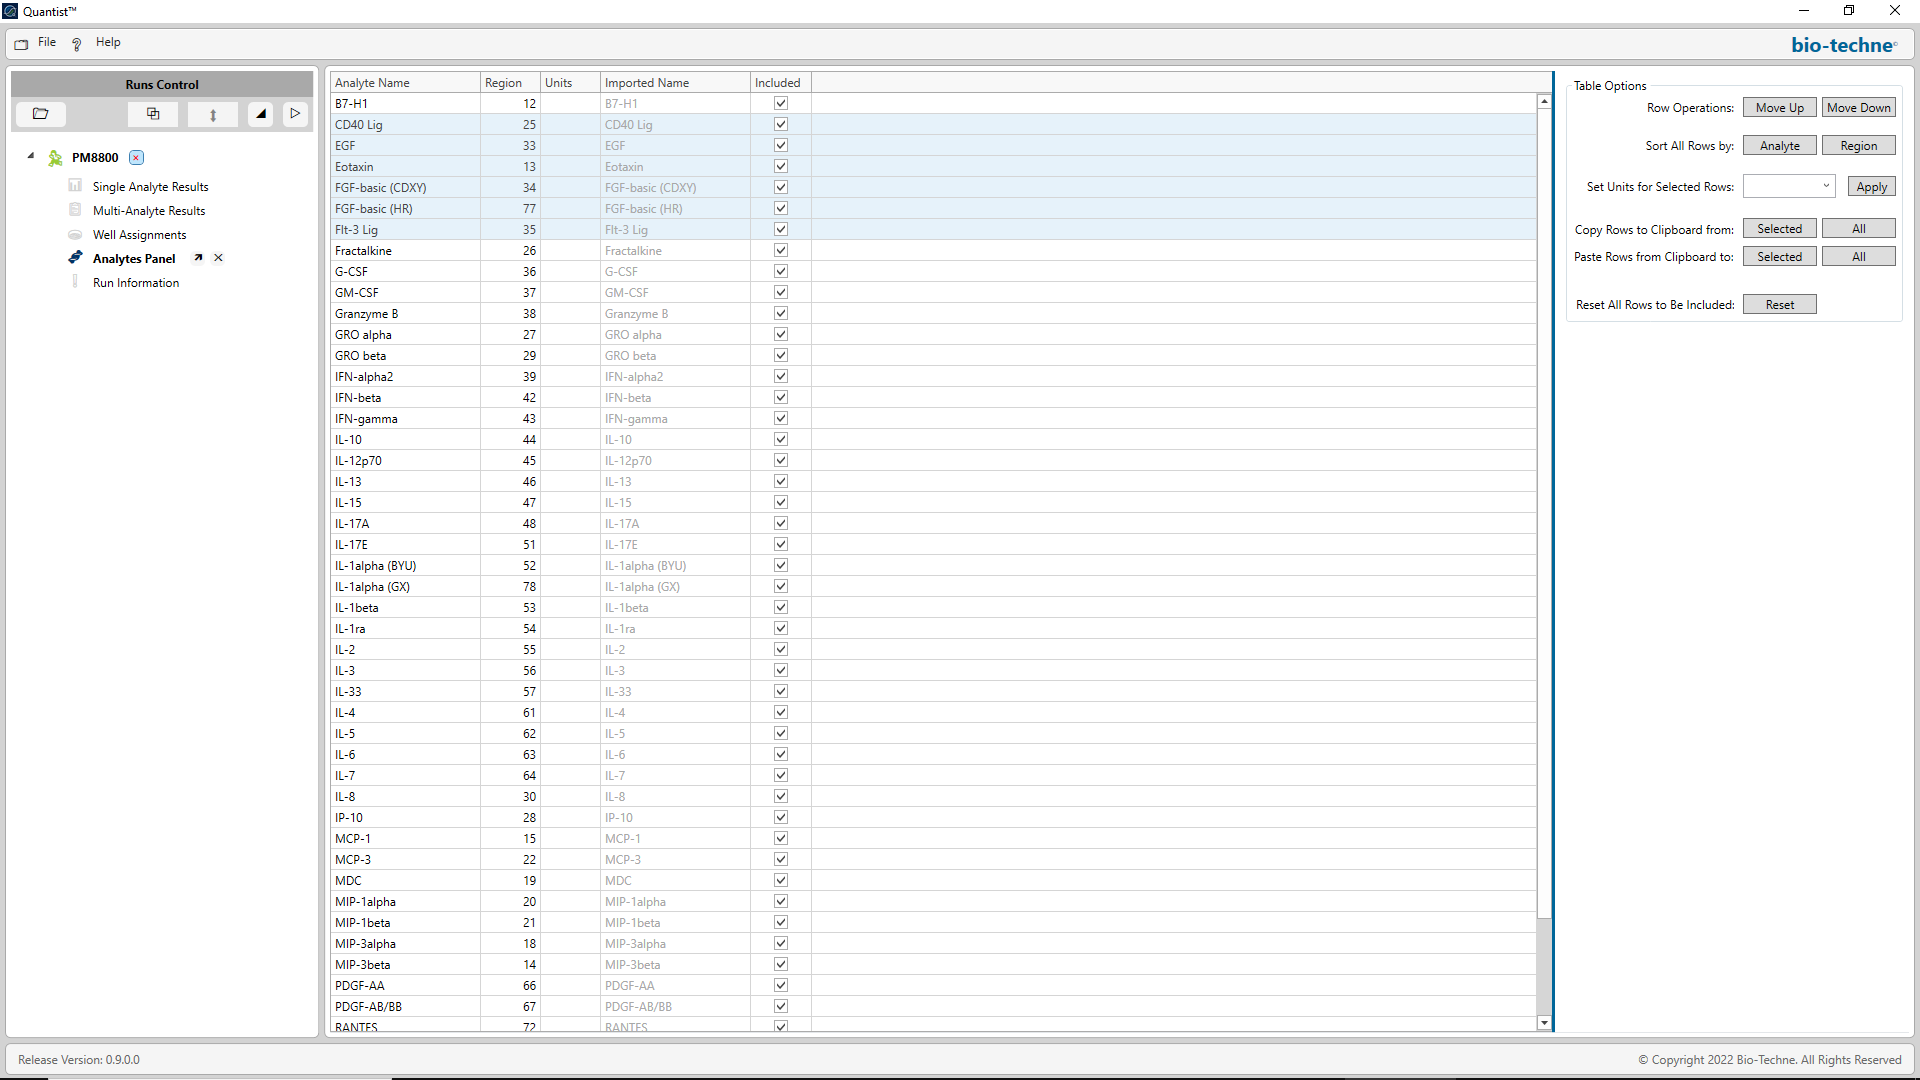 Quantist™
File Help
bio-techne®
Runs Control
PM8800
Single Analyte Results
Multi-Analyte Results
Well Assignments
Analytes Panel
Run Information
Analyte Name Region Units Imported Name Included
B7-H1 12 B7-H1
CD40 Lig 25 CD40 Lig
EGF 33 EGF
Eotaxin 13 Eotaxin
FGF-basic (CDXY) 34 FGF-basic (CDXY)
FGF-basic (HR) 77 FGF-basic (HR)
Flt-3 Lig 35 Flt-3 Lig
Fractalkine 26 Fractalkine
G-CSF 36 G-CSF
GM-CSF 37 GM-CSF
Granzyme B 38 Granzyme B
GRO alpha 27 GRO alpha
GRO beta 29 GRO beta
IFN-alpha2 39 IFN-alpha2
IFN-beta 42 IFN-beta
IFN-gamma 43 IFN-gamma
IL-10 44 IL-10
IL-12p70 45 IL-12p70
IL-13 46 IL-13
IL-15 47 IL-15
IL-17A 48 IL-17A
IL-17E 51 IL-17E
IL-1alpha (BYU) 52 IL-1alpha (BYU)
IL-1alpha (GX) 78 IL-1alpha (GX)
IL-1beta 53 IL-1beta
IL-1ra 54 IL-1ra
IL-2 55 IL-2
IL-3 56 IL-3
IL-33 57 IL-33
IL-4 61 IL-4
IL-5 62 IL-5
IL-6 63 IL-6
IL-7 64 IL-7
IL-8 30 IL-8
IP-10 28 IP-10
MCP-1 15 MCP-1
MCP-3 22 MCP-3
MDC 19 MDC
MIP-1alpha 20 MIP-1alpha
MIP-1beta 21 MIP-1beta
MIP-3alpha 18 MIP-3alpha
MIP-3beta 14 MIP-3beta
PDGF-AA 66 PDGF-AA
PDGF-AB/BB 67 PDGF-AB/BB
RANTES 72 RANTES
Table Options
Row Operations: Move Up Move Down
Sort All Rows by: Analyte Region
Set Units for Selected Rows: Apply
Copy Rows to Clipboard from: Selected All
Paste Rows from Clipboard to: Selected All
Reset All Rows to Be Included: Reset
Release Version: 0.9.0.0
© Copyright 2022 Bio-Techne. All Rights Reserved